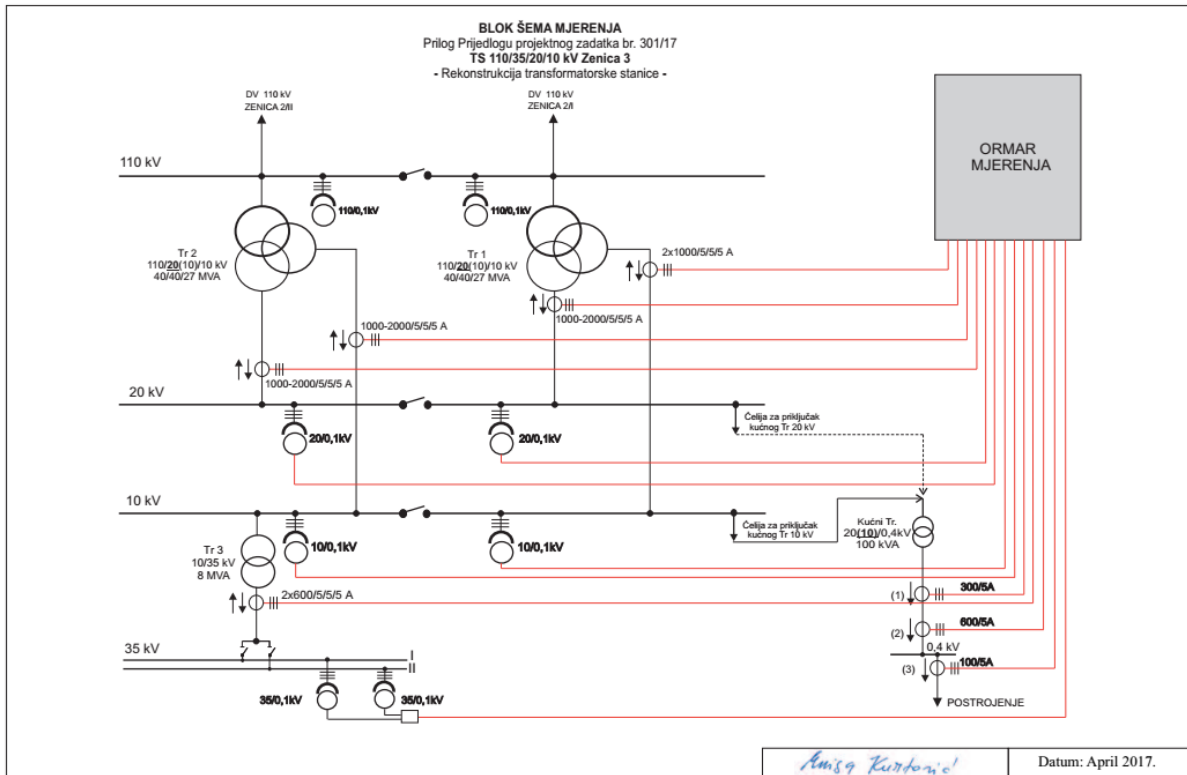 BLOK ŠEMA MJERENJA
Prilog Prijedlogu projektnog zadatka br. 301/17
TS 110/35/20/10 kV Zenica 3
- Rekonstrukcija transformatorske stanice -
DV 110 kV
ZENICA 2/II
DV 110 kV
ZENICA 2/I
ORMAR
MJERENJA
110 kV
110/0,1kV
110/0,1kV
Tr 2
110/20(10)/10 kV
40/40/27 MVA
Tr 1
110/20(10)/10 kV
40/40/27 MVA
2x1000/5/5/5 A
1000-2000/5/5/5 A
1000-2000/5/5/5 A
1000-2000/5/5/5 A
20 kV
20/0,1kV
20/0,1kV
Ćelija za priključak
kućnog Tr 20 kV
10 kV
10/0,1kV
10/0,1kV
Ćelija za priključak
kućnog Tr 10 kV
Kućni Tr.
20(10)/0,4kV
100 kVA
Tr 3
10/35 kV
8 MVA
2x600/5/5/5 A
(1)
300/5A
(2)
600/5A
0,4 kV
(3)
100/5A
POSTROJENJE
35 kV
I
II
35/0,1kV
35/0,1kV
Datum: April 2017.